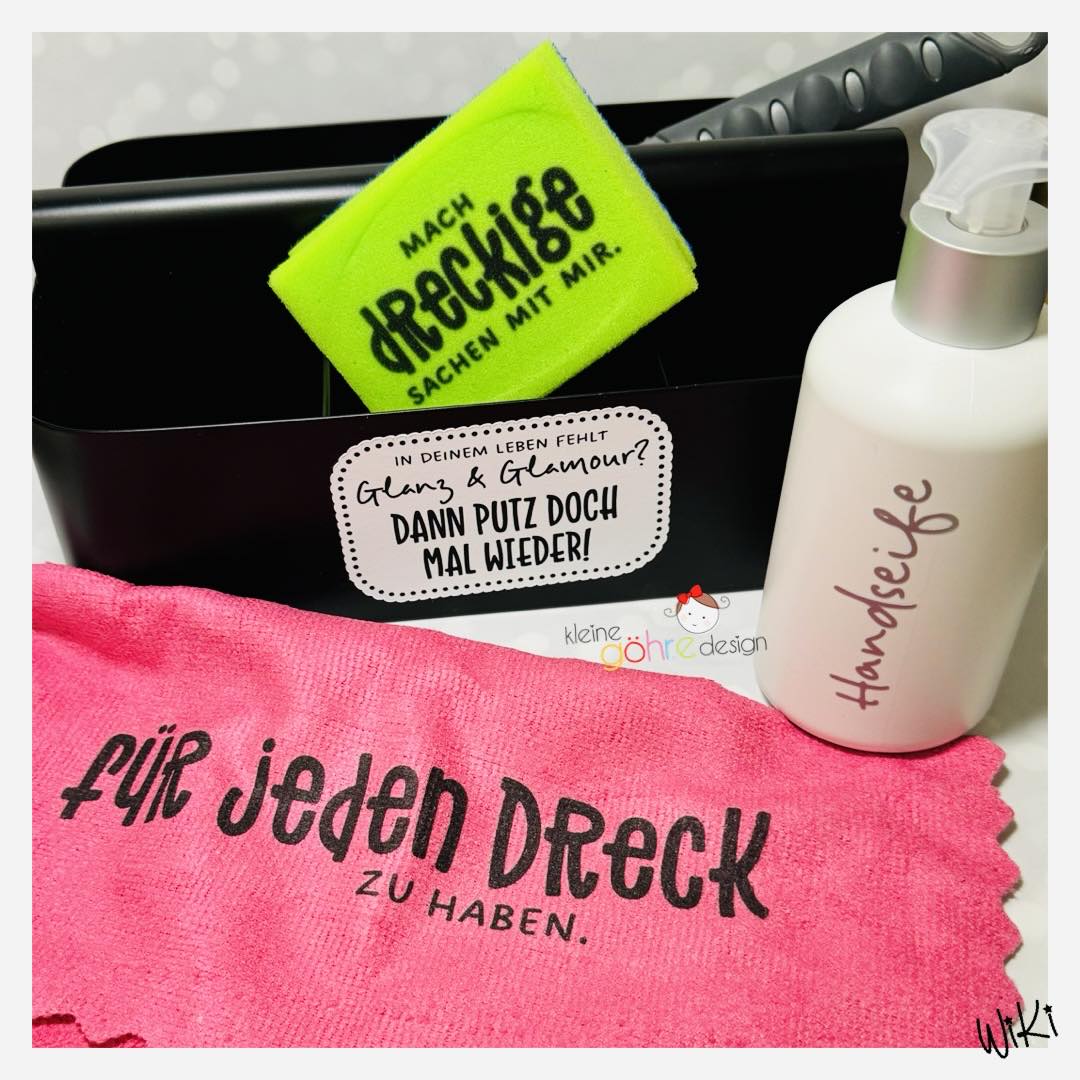 MACH
dReckige
SACHEN MIT MIR.
IN DEINEM LEBEN FEHLT
Glanz & Glamour?
DANN PUTZ DOCH
MAL WIEDER!
kleine
göhre design
Handseife
füR jeden DRecK
ZU HABEN.
WiKi